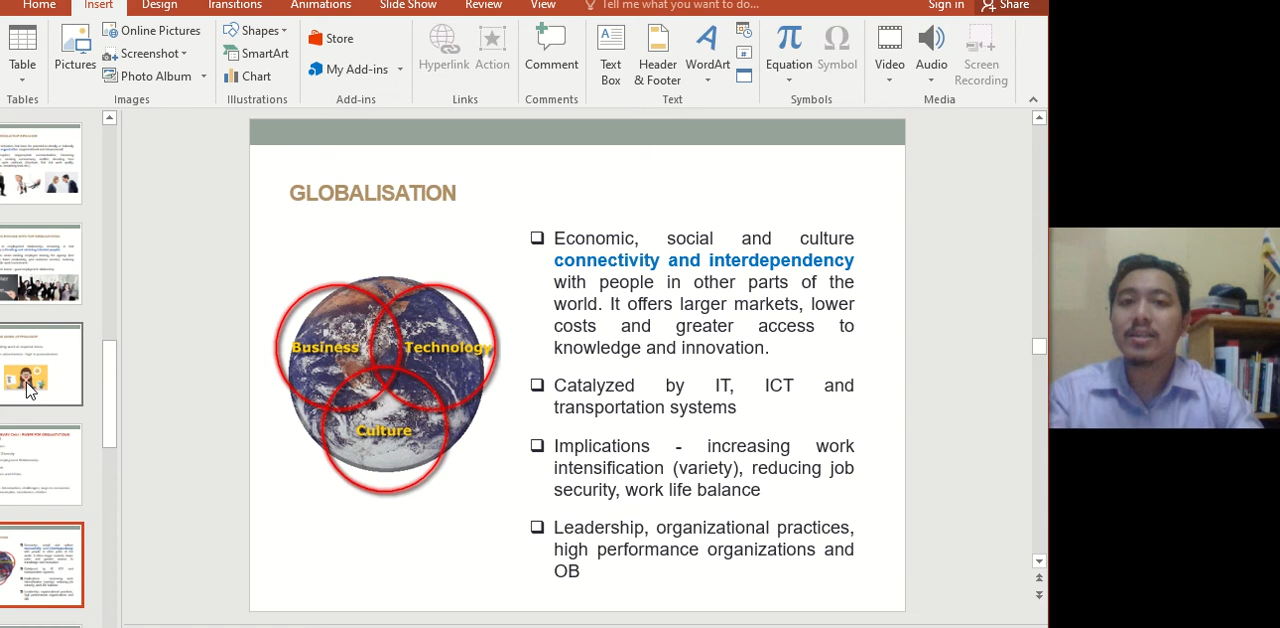 Home Insert Design Transitions Animations Slide Show Review View Tell me what you want to do... Sign in Share
Table
Pictures
Online Pictures
Screenshot
Photo Album
Shapes
SmartArt
Chart
Store
My Add-ins
Hyperlink
Action
Comment
Text
Box
Header
& Footer
WordArt
#
π
Equation
Ω
Symbol
Video
Audio
Screen
Recording
Tables
Images
Illustrations
Add-ins
Links
Comments
Text
Symbols
Media
GLOBALISATION
Business
Technology
Culture
Economic, social and culture
connectivity and interdependency
with people in other parts of the
world. It offers larger markets, lower
costs and greater access to
knowledge and innovation.
Catalyzed by IT, ICT and
transportation systems
Implications - increasing work
intensification (variety), reducing job
security, work life balance
Leadership, organizational practices,
high performance organizations and
OB